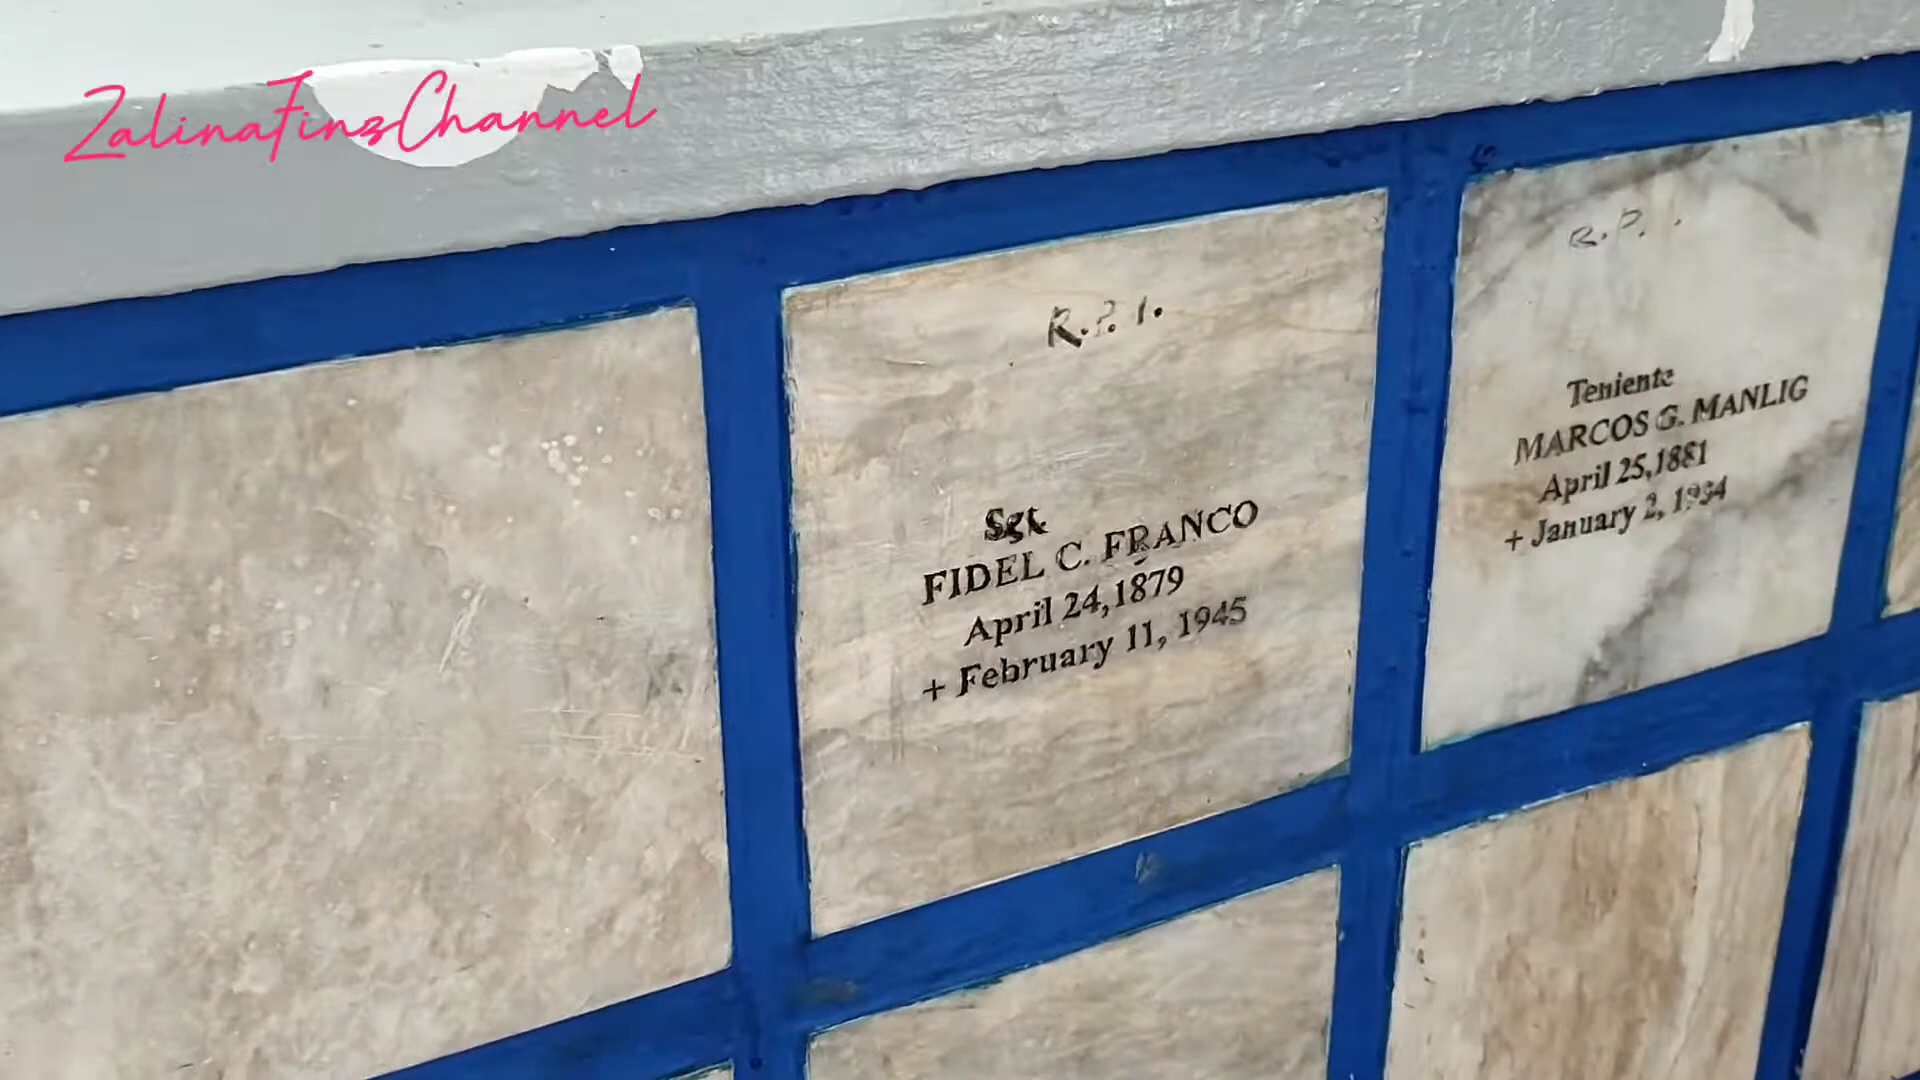 ZalinaFinzChannel
R.P.I.
Sgt
FIDEL C. FRANCO
April 24,1879
+ February 11, 1945
R.P.
Teniente
MARCOS G. MANLIG
April 25,1881
+ January 2, 1934